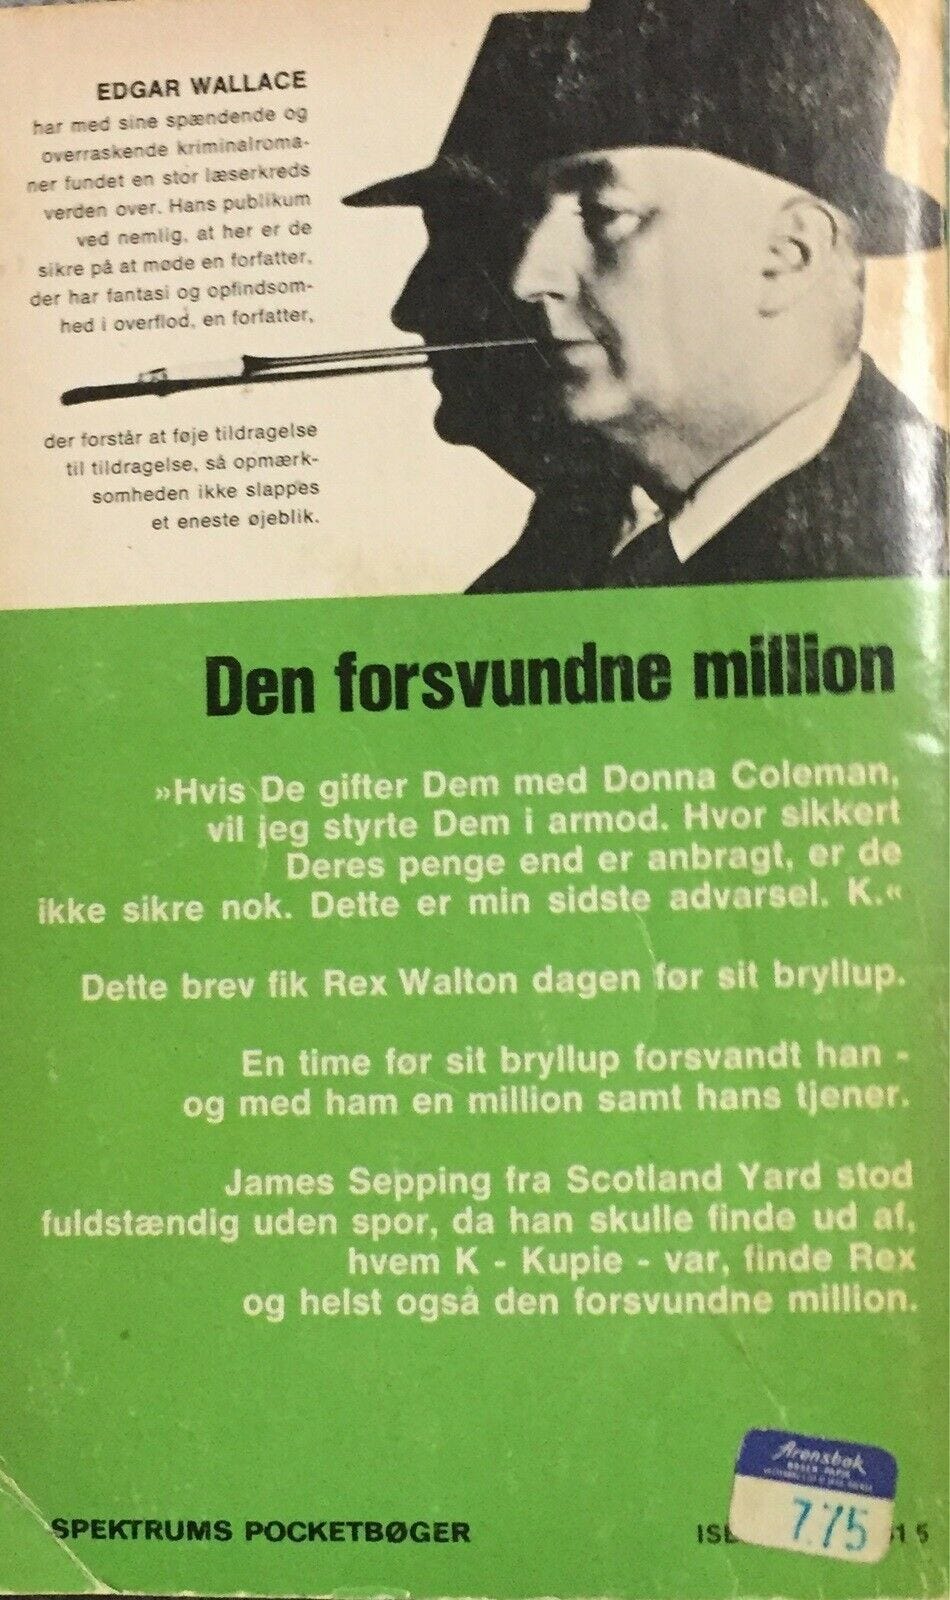 EDGAR WALLACE
har med sine spændende og
overraskende kriminalroma-
ner fundet en stor læserkreds
verden over. Hans publikum
ved nemlig, at her er de
sikre på at møde en forfatter,
der har fantasi og opfindsom-
hed i overflod, en forfatter,
der forstår at føje tildragelse
til tildragelse, så opmærk-
somheden ikke slappes
et eneste øjeblik.
Den forsvundne million
»Hvis De gifter Dem med Donna Coleman,
vil jeg styrte Dem i armod. Hvor sikkert
Deres penge end er anbragt, er de
ikke sikre nok. Dette er min sidste advarsel. K.«
Dette brev fik Rex Walton dagen før sit bryllup.
En time før sit bryllup forsvandt han -
og med ham en million samt hans tjener.
James Sepping fra Scotland Yard stod
fuldstændig uden spor, da han skulle finde ud af,
hvem K - Kupie - var, finde Rex
og helst også den forsvundne million.
Arensbak
7.75
SPEKTRUMS POCKETBØGER